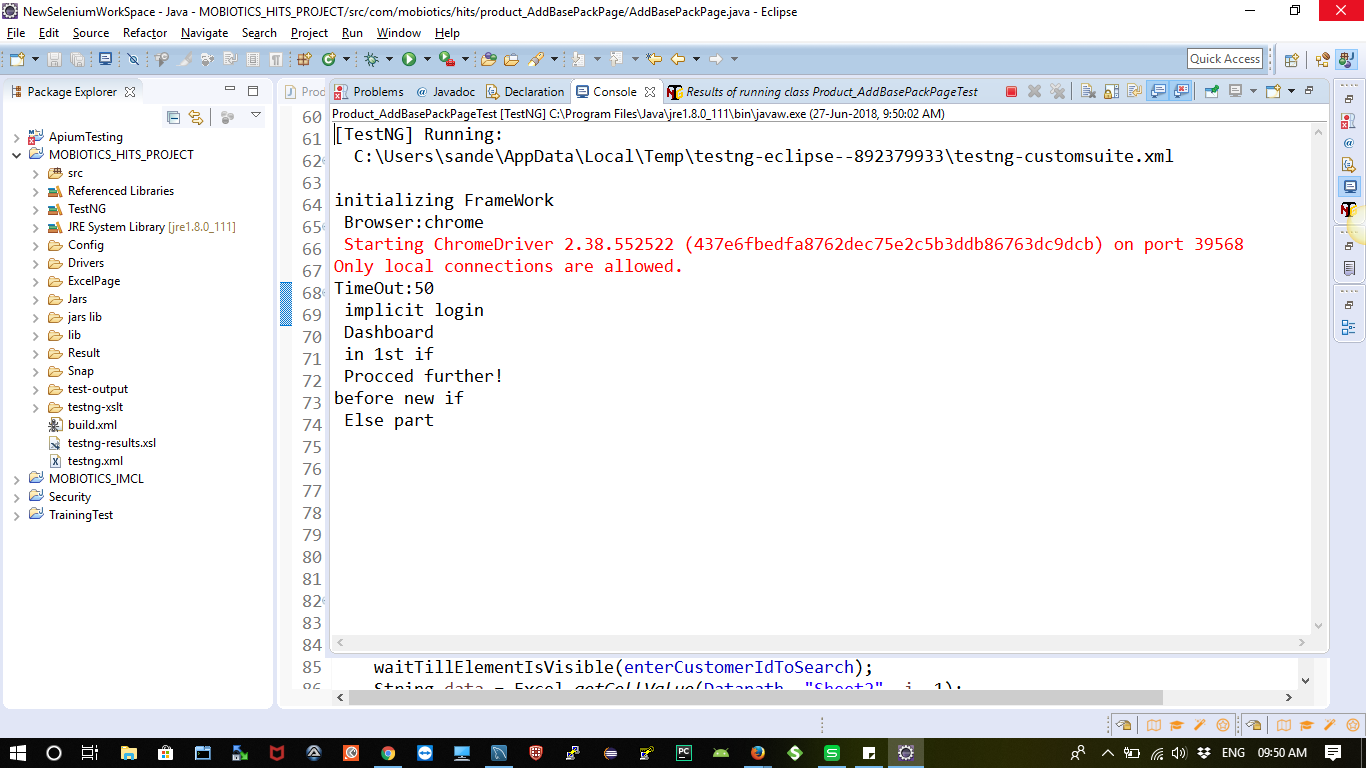 NewSeleniumWorkSpace - Java - MOBIOTICS_HITS_PROJECT/src/com/mobiotics/hits/product_AddBasePackPage/AddBasePackPage.java - Eclipse
File Edit Source Refactor Navigate Search Project Run Window Help
Quick Access
Package Explorer
ApiumTesting
MOBIOTICS_HITS_PROJECT
src
Referenced Libraries
TestNG
JRE System Library [jre1.8.0_111]
Config
Drivers
ExcelPage
Jars
jars lib
lib
Result
Snap
test-output
testng-xslt
build.xml
testng-results.xsl
testng.xml
MOBIOTICS_IMCL
Security
TrainingTest
Problems @ Javadoc Declaration Console Results of running class Product_AddBasePackPageTest
Product_AddBasePackPageTest [TestNG] C:\Program Files\Java\jre1.8.0_111\bin\javaw.exe (27-Jun-2018, 9:50:02 AM)
60
61
62
63
64
65
66
67
68
69
70
71
72
73
74
75
76
77
78
79
80
81
82
83
84
[TestNG] Running:
C:\Users\sande\AppData\Local\Temp\testng-eclipse--892379933\testng-customsuite.xml
initializing FrameWork
Browser:chrome
Starting ChromeDriver 2.38.552522 (437e6fbedfa8762dec75e2c5b3ddb86763dc9dcb) on port 39568
Only local connections are allowed.
TimeOut:50
implicit login
Dashboard
in 1st if
Procced further!
before new if
Else part
85 waitTillElementIsVisible(enterCustomerIdToSearch);
86 String data = Excel.getCellValue(Datapath, "Sheet2", i, 1);
ENG 09:50 AM